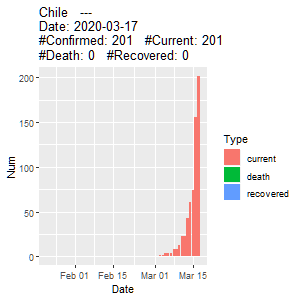 Chile   ---
Date: 2020-03-17
#Confirmed: 201   #Current: 201
#Death: 0   #Recovered: 0
200
150
100
50
0
Num
Feb 01
Feb 15
Mar 01
Mar 15
Date
Type
current
death
recovered